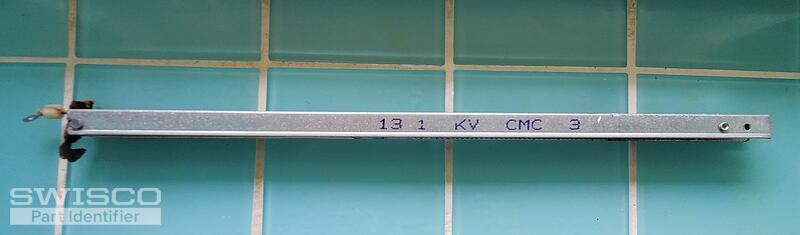 13 1 KV CMC 3
SWISCO
Part Identifier